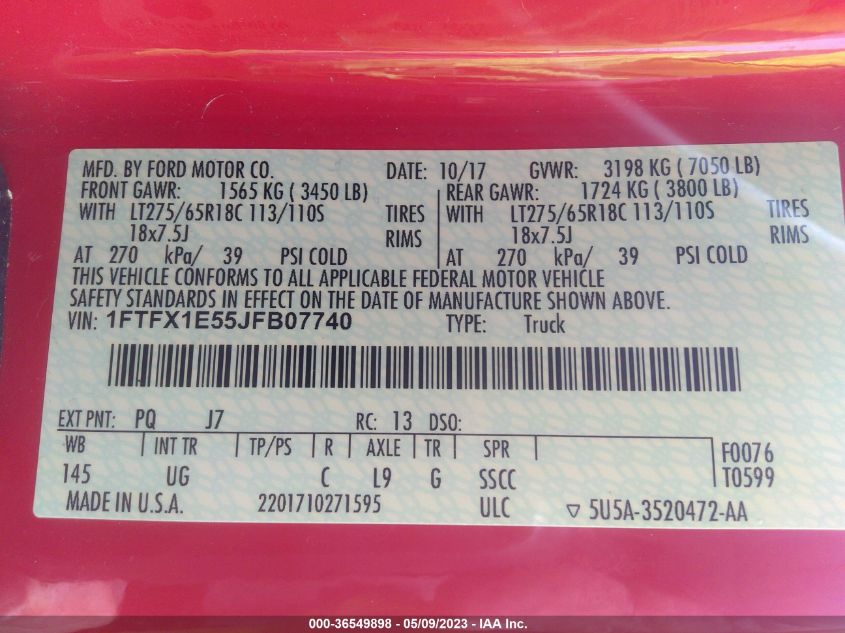 MFD. BY FORD MOTOR CO. DATE: 10/17 GVWR: 3198 KG ( 7050 LB)
FRONT GAWR: 1565 KG ( 3450 LB) REAR GAWR: 1724 KG ( 3800 LB)
WITH LT275/65R18C 113/110S TIRES WITH LT275/65R18C 113/110S TIRES
18x7.5J RIMS 18x7.5J RIMS
AT 270 kPa/ 39 PSI COLD AT 270 kPa/ 39 PSI COLD
THIS VEHICLE CONFORMS TO ALL APPLICABLE FEDERAL MOTOR VEHICLE
SAFETY STANDARDS IN EFFECT ON THE DATE OF MANUFACTURE SHOWN ABOVE.
VIN: 1FTFX1E55JFB07740 TYPE: Truck
EXT PNT: PQ J7 RC: 13 DSO:
WB INT TR TP/PS R AXLE TR SPR F0076
145 UG C L9 G SSCC T0599
MADE IN U.S.A. 2201710271595 ULC ▽ 5U5A-3520472-AA
000-36549898 - 05/09/2023 - IAA Inc.